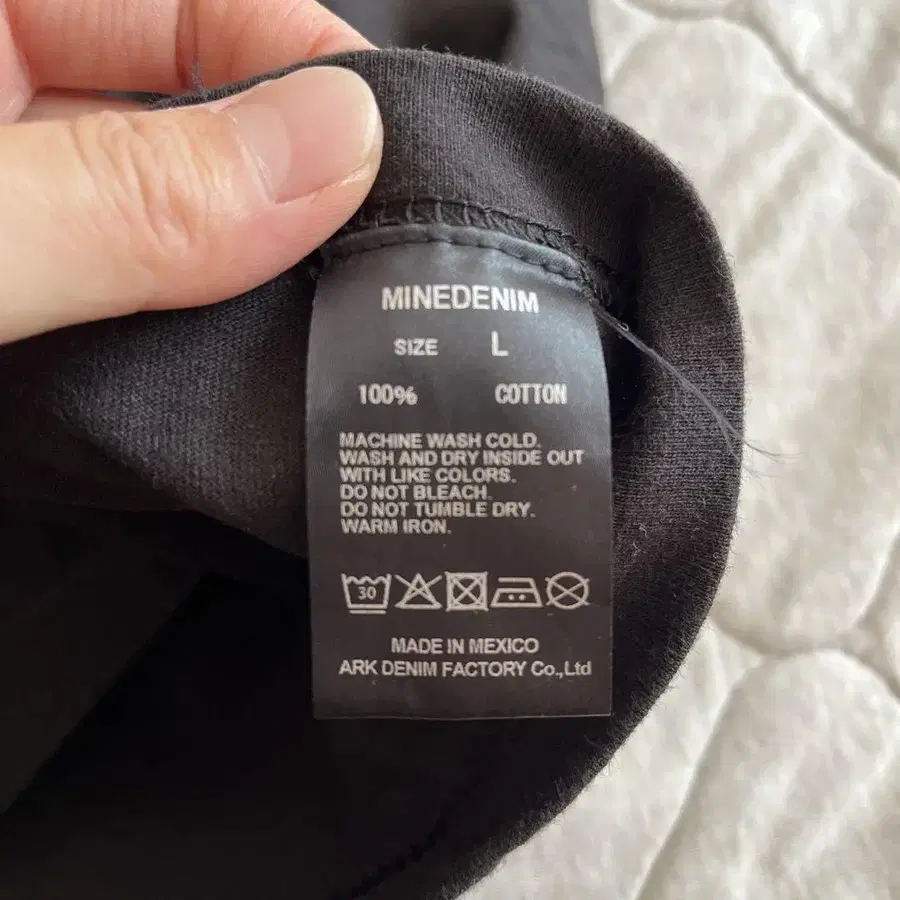 MINEDENIM
SIZE L
100% COTTON
MACHINE WASH COLD.
WASH AND DRY INSIDE OUT
WITH LIKE COLORS.
DO NOT BLEACH.
DO NOT TUMBLE DRY.
WARM IRON.
30
MADE IN MEXICO
ARK DENIM FACTORY Co.,Ltd